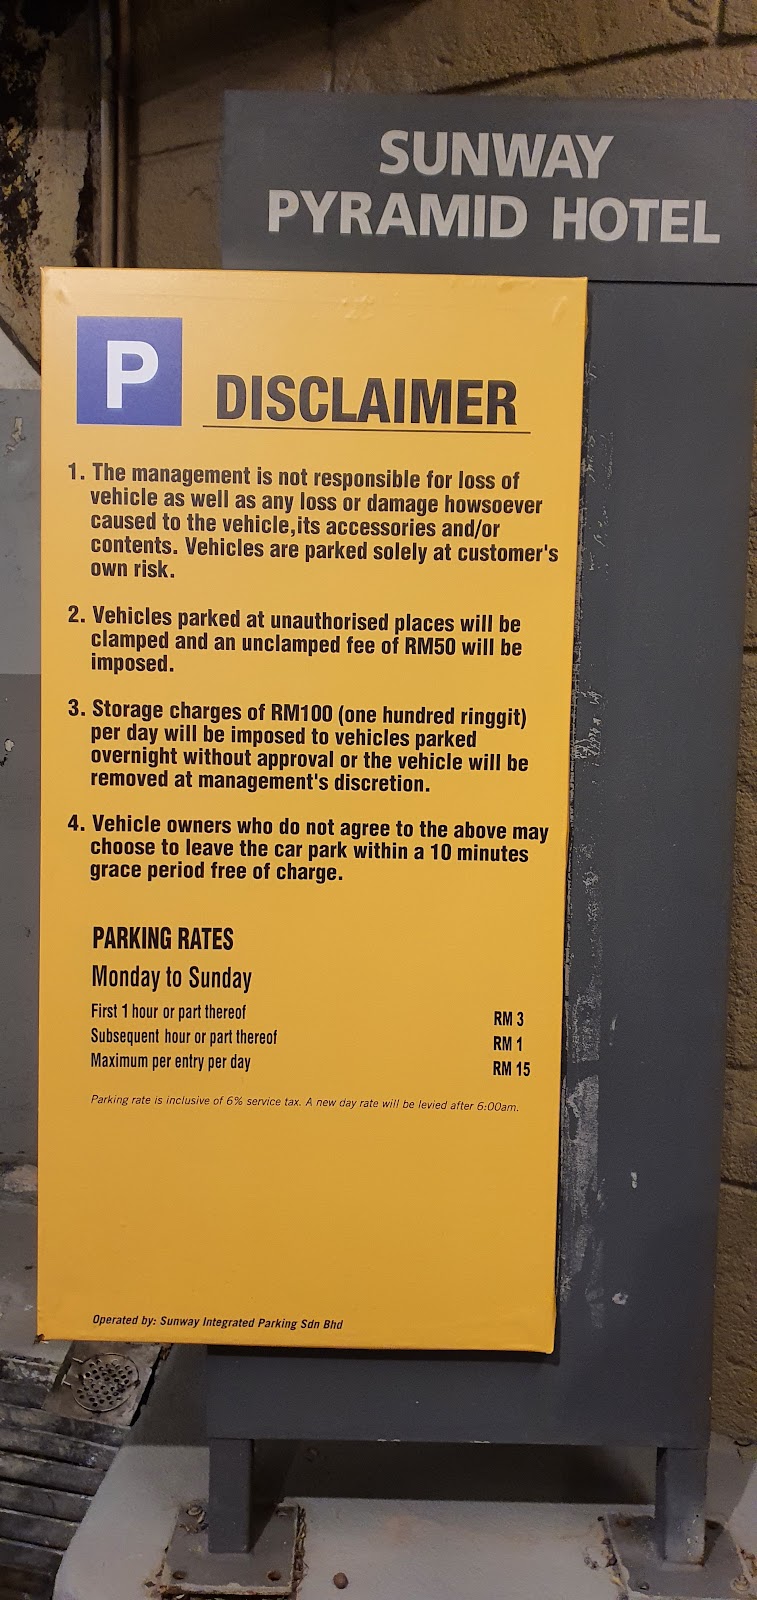 SUNWAY
PYRAMID HOTEL
P
DISCLAIMER
1. The management is not responsible for loss of
vehicle as well as any loss or damage howsoever
caused to the vehicle,its accessories and/or
contents. Vehicles are parked solely at customer's
own risk.
2. Vehicles parked at unauthorised places will be
clamped and an unclamped fee of RM50 will be
imposed.
3. Storage charges of RM100 (one hundred ringgit)
per day will be imposed to vehicles parked
overnight without approval or the vehicle will be
removed at management's discretion.
4. Vehicle owners who do not agree to the above may
choose to leave the car park within a 10 minutes
grace period free of charge.
PARKING RATES
Monday to Sunday
First 1 hour or part thereof RM 3
Subsequent hour or part thereof RM 1
Maximum per entry per day RM 15
Parking rate is inclusive of 6% service tax. A new day rate will be levied after 6:00am.
Operated by: Sunway Integrated Parking Sdn Bhd